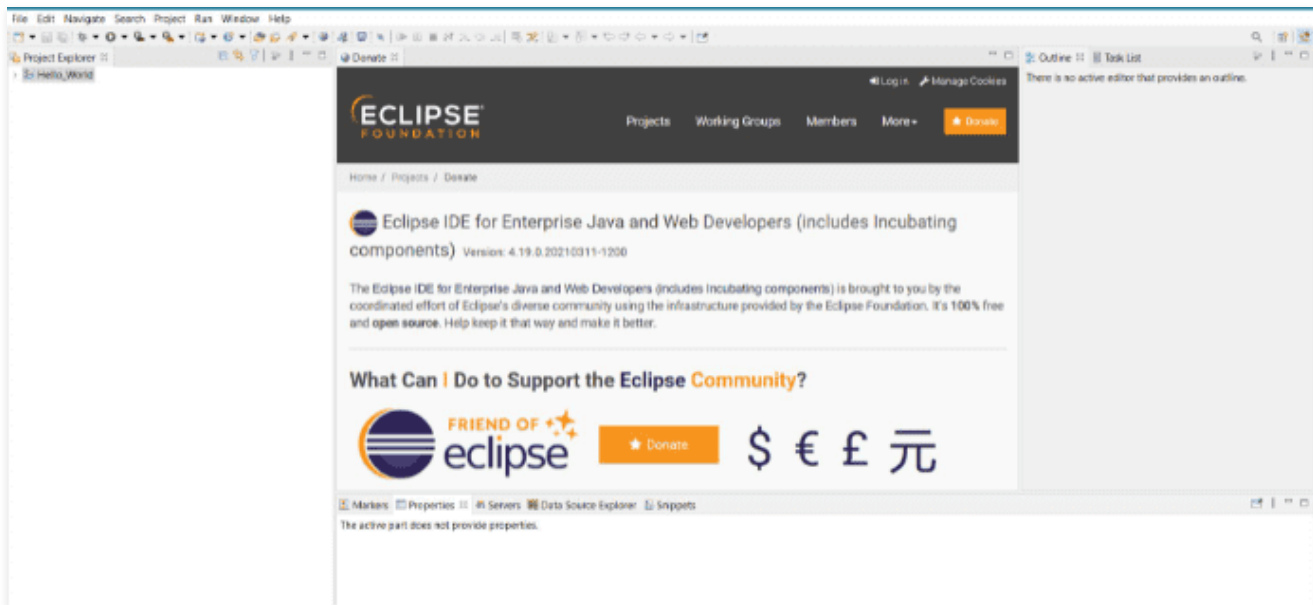 File Edit Navigate Search Project Run Window Help
Project Explorer
Hello_World
Donate
Log in Manage Cookies
ECLIPSE
FOUNDATION
Projects Working Groups Members More Donate
Home / Projects / Donate
Eclipse IDE for Enterprise Java and Web Developers (includes Incubating
components) Version: 4.19.0.20210311-1200
The Eclipse IDE for Enterprise Java and Web Developers (includes Incubating components) is brought to you by the
coordinated effort of Eclipse's diverse community using the infrastructure provided by the Eclipse Foundation. It's 100% free
and open source. Help keep it that way and make it better.
What Can I Do to Support the Eclipse Community?
FRIEND OF
eclipse
Donate
$ € £ 元
Outline Task List
There is no active editor that provides an outline.
Markers Properties Servers Data Source Explorer Snippets
The active part does not provide properties.